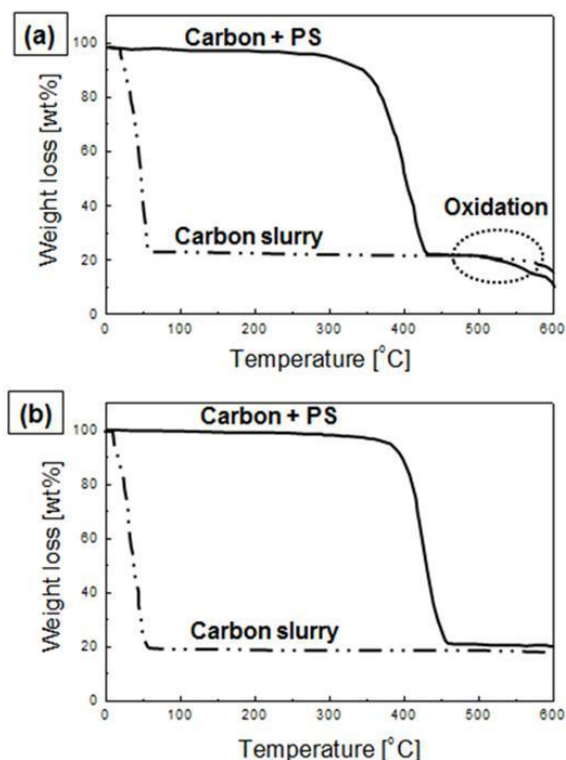 (a)
Carbon + PS
100
80
60
40
20
0
Weight loss [wt%]
Oxidation
Carbon slurry
0 100 200 300 400 500 600
Temperature [°C]
(b)
Carbon + PS
100
80
60
40
20
0
Weight loss [wt%]
Carbon slurry
0 100 200 300 400 500 600
Temperature [°C]